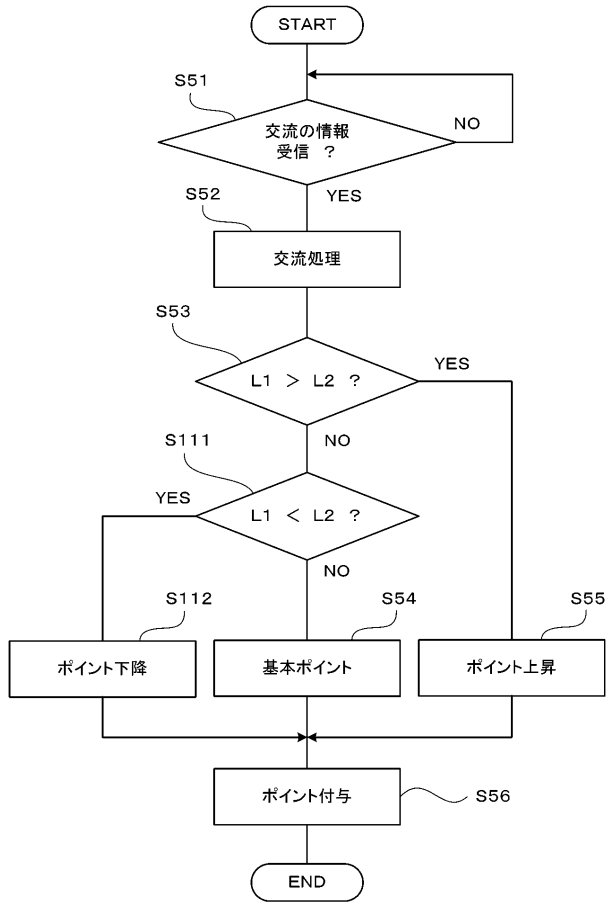 START
S51
交流の情報
受信 ?
NO
YES
S52
交流処理
S53
L1 > L2 ?
YES
NO
S111
YES
L1 < L2 ?
NO
S112
S54
S55
ポイント下降
基本ポイント
ポイント上昇
ポイント付与
S56
END